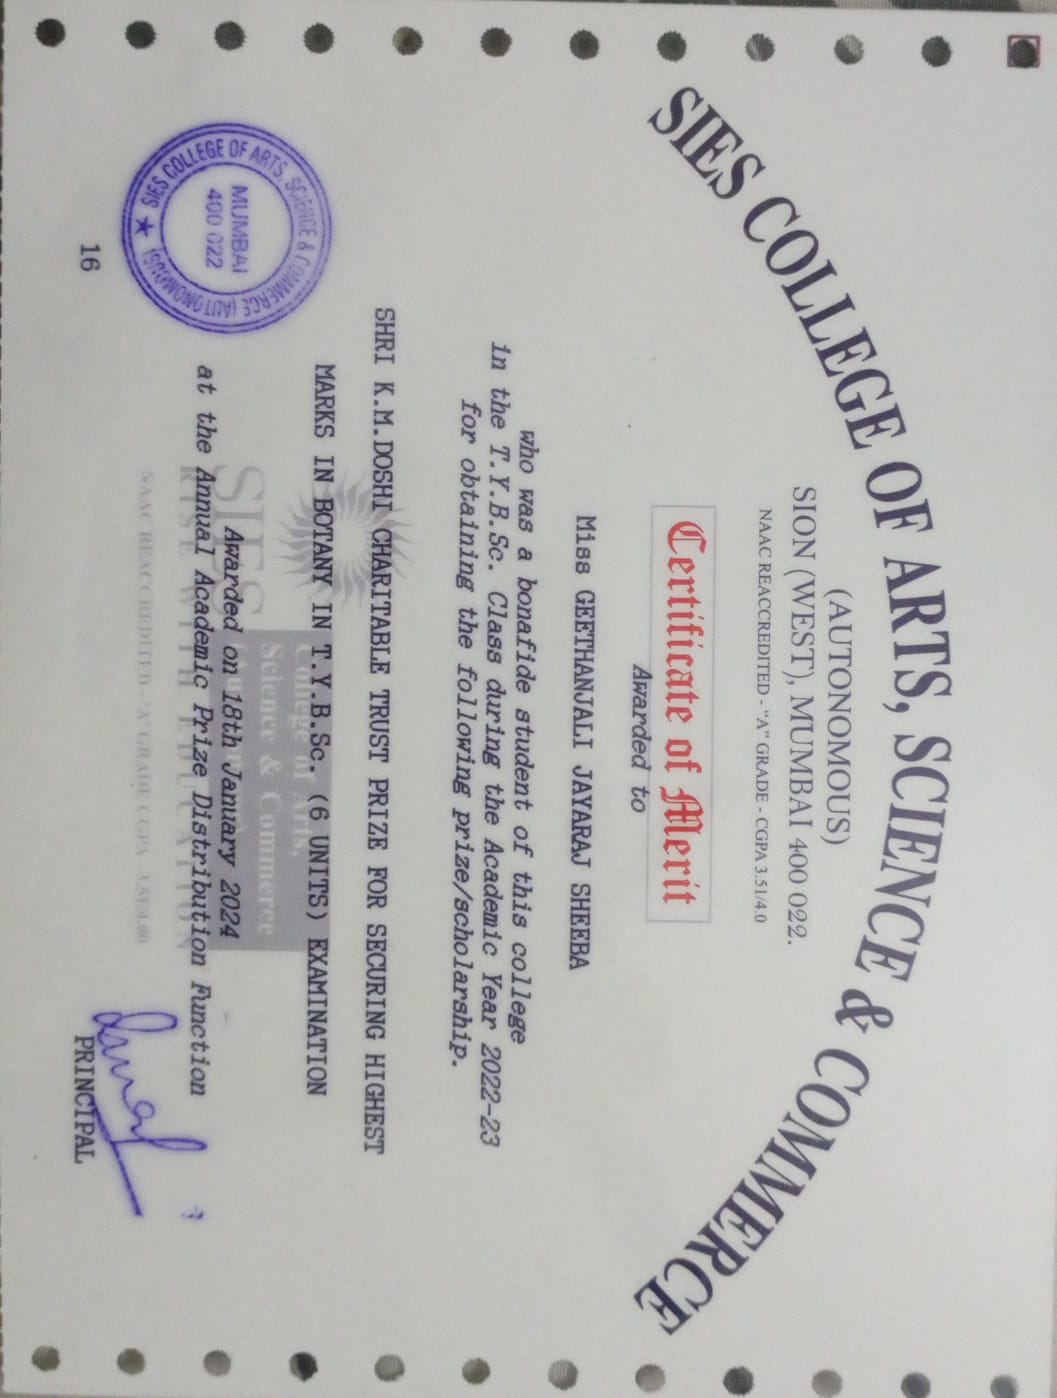 SIES COLLEGE OF ARTS, SCIENCE & COMMERCE
(AUTONOMOUS)
SION (WEST), MUMBAI 400 022.
NAAC REACCREDITED - "A" GRADE - CGPA 3.51/4.0
Certificate of Merit
Awarded to
Miss GEETHANJALI JAYARAJ SHEEBA
who was a bonafide student of this college
in the T.Y.B.Sc. Class during the Academic Year 2022-23
for obtaining the following prize/scholarship.
SHRI K.M.DOSHI CHARITABLE TRUST PRIZE FOR SECURING HIGHEST
MARKS IN BOTANY IN T.Y.B.Sc. (6 UNITS) EXAMINATION
College of Arts,
Science & Commerce
SIES
Awarded on 18th January 2024
at the Annual Academic Prize Distribution Function
RISE WITH EDUCATION
NAAC REACCREDITED - 'A' GRADE CGPA - 3.51/4.00
SIES COLLEGE OF ARTS, SCIENCE & COMMERCE (AUTONOMOUS)
MUMBAI
400 022
16
PRINCIPAL